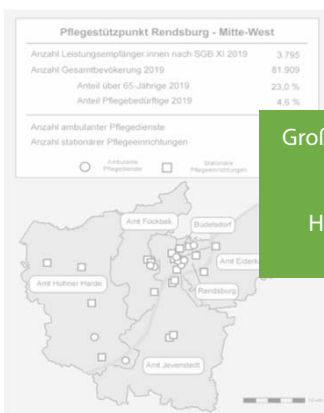 Pflegestützpunkt Rendsburg - Mitte-West
Anzahl Leistungsempfänger:innen nach SGB XI 2019 3.795
Anzahl Gesamtbevökerung 2019 81.909
Anteil über 65-Jährige 2019 23,0 %
Anteil Pflegebedürftige 2019 4,6 %
Anzahl ambulanter Pflegedienste
Anzahl stationärer Pflegeeinrichtungen
Ambulante Pflegedienste
Stationäre Pflegeeinrichtungen
Groß
H
Amt Fockbek
Büdelsdorf
Amt Eiderk
Amt Hohner Harde
Rendsburg
Amt Jevenstedt